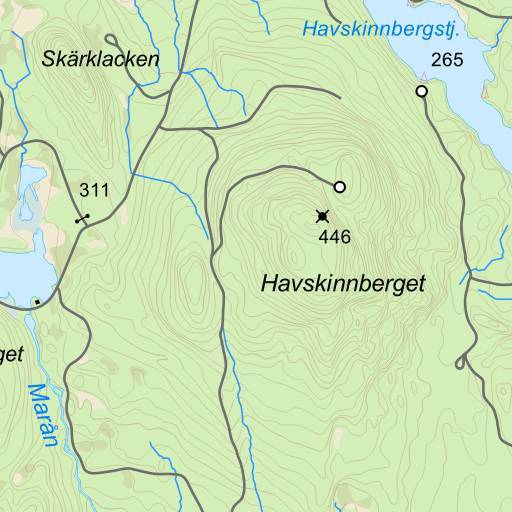 Havskinnbergstj.
Skärklacken
265
311
446
Havskinnberget
get
Marån